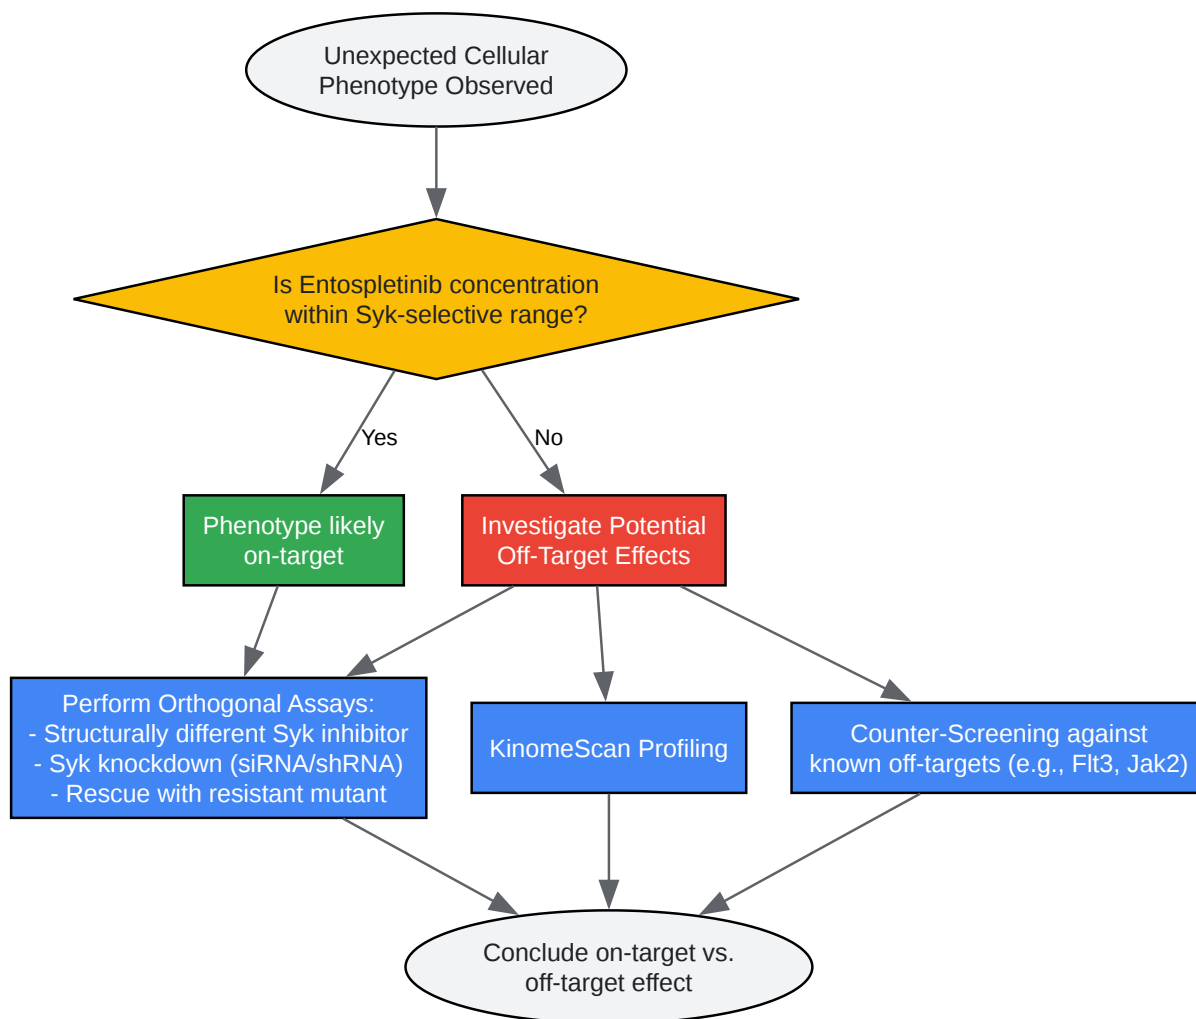 Unexpected Cellular
Phenotype Observed
Is Entospletinib concentration
within Syk-selective range?
Yes
No
Phenotype likely
on-target
Investigate Potential
Off-Target Effects
Perform Orthogonal Assays:
- Structurally different Syk inhibitor
- Syk knockdown (siRNA/shRNA)
- Rescue with resistant mutant
KinomeScan Profiling
Counter-Screening against
known off-targets (e.g., Flt3, Jak2)
Conclude on-target vs.
off-target effect